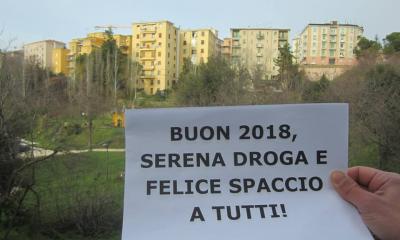 BUON 2018,
SERENA DROGA E
FELICE SPACCIO
A TUTTI!